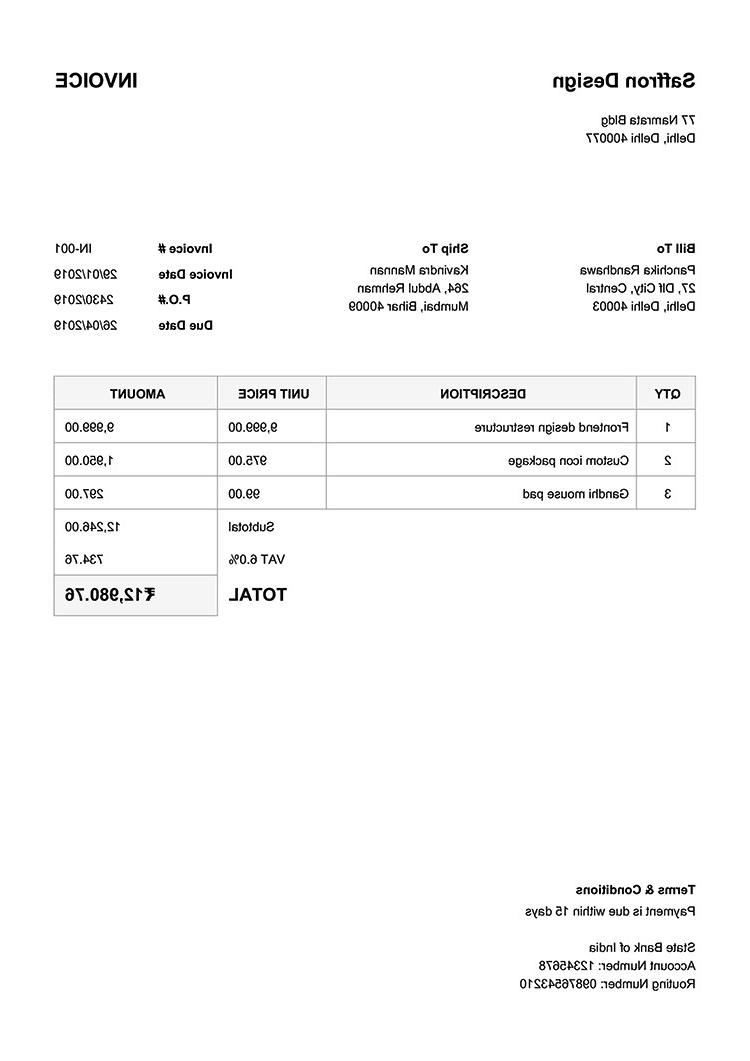 Saffron Design INVOICE
77 Namrata Bldg
Delhi, Delhi 400077
Bill To Ship To Invoice # IN-001
Panchika Randhawa Kavindra Mannan Invoice Date 29/01/2019
27, Dlf City, Central 264, Abdul Rehman P.O.# 2430/2019
Delhi, Delhi 40003 Mumbai, Bihar 40009 Due Date 26/04/2019
QTY DESCRIPTION UNIT PRICE AMOUNT
1 Frontend design restructure 9,999.00 9,999.00
2 Custom icon package 975.00 1,950.00
3 Gandhi mouse pad 99.00 297.00
Subtotal 12,246.00
VAT 6.0% 734.76
TOTAL ₹12,980.76
Terms & Conditions
Payment is due within 15 days
State Bank of India
Account Number: 12345678
Routing Number: 09876543210